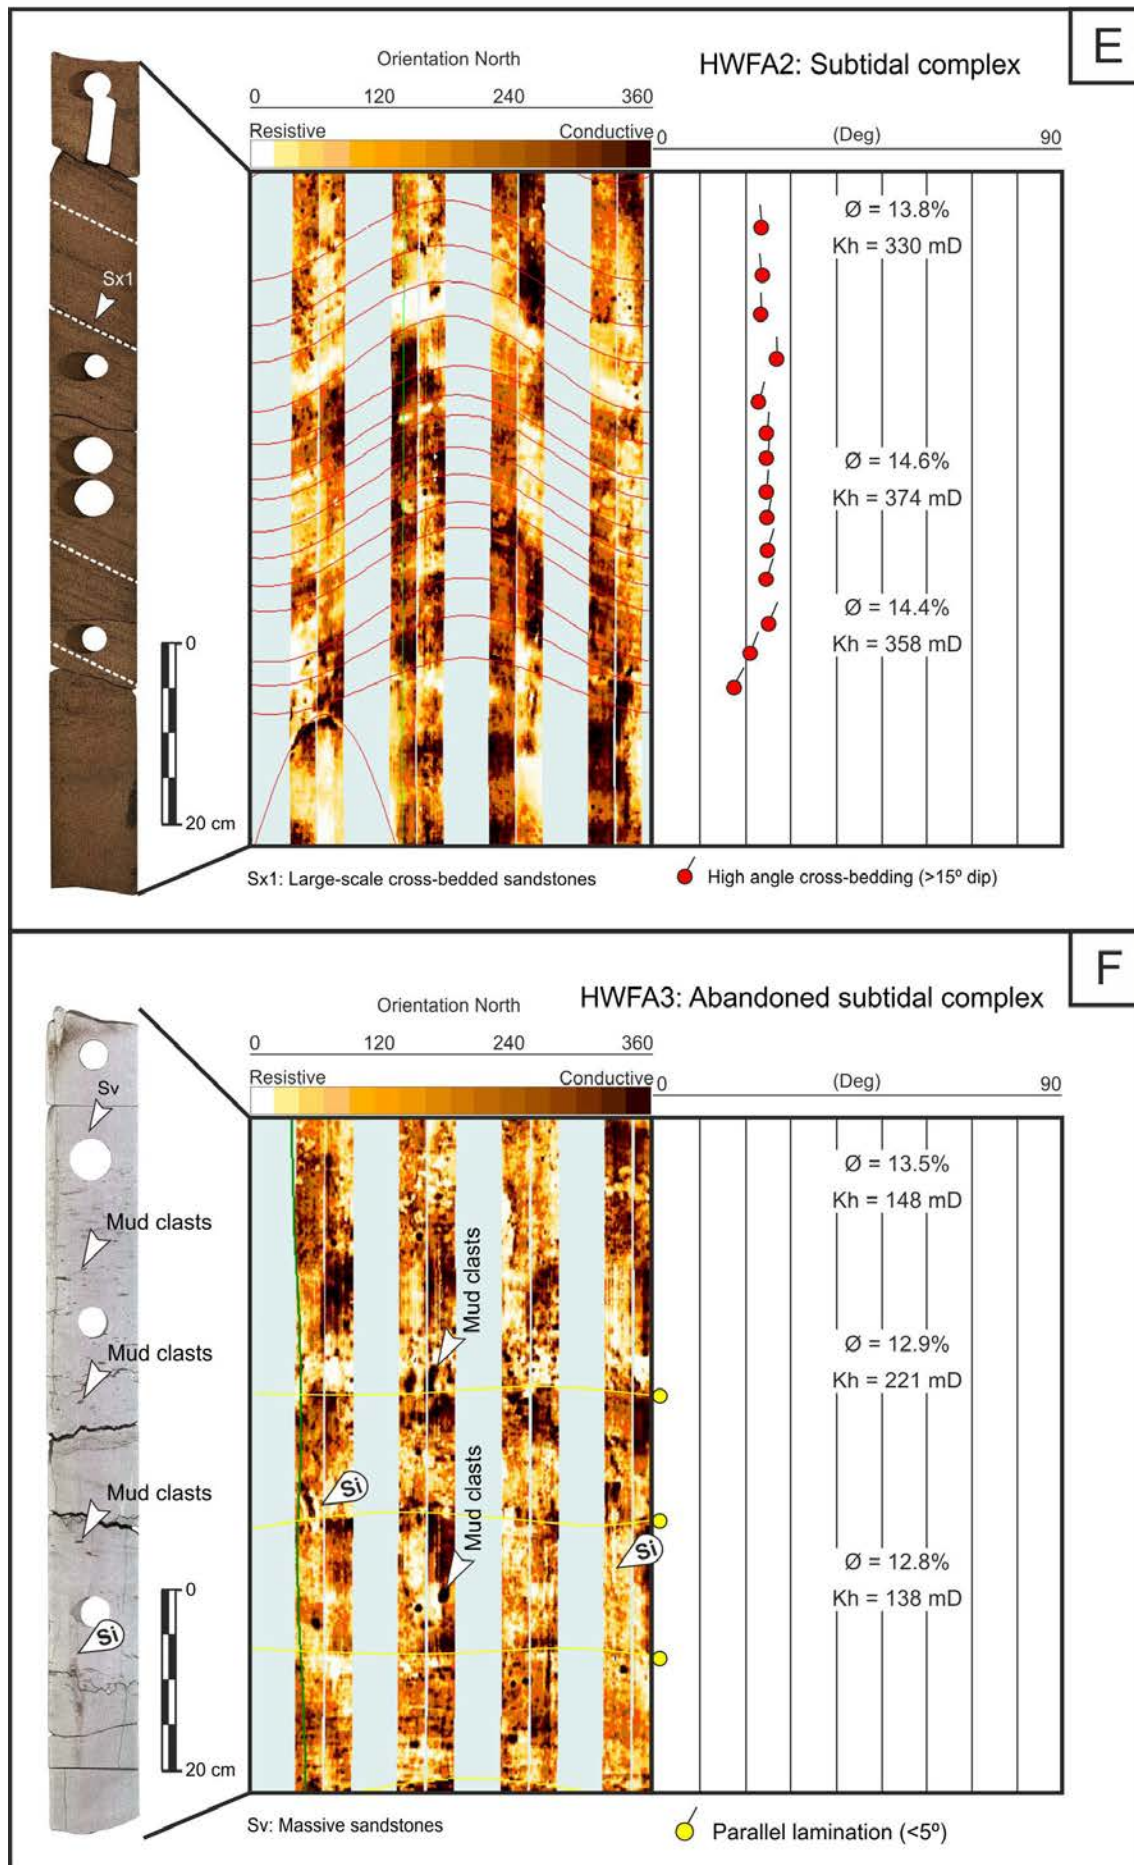 E
Orientation North
HWFA2: Subtidal complex
0 120 240 360
Resistive Conductive
0 (Deg) 90
Ø = 13.8%
Kh = 330 mD
Sx1
Ø = 14.6%
Kh = 374 mD
Ø = 14.4%
Kh = 358 mD
0
20 cm
Sx1: Large-scale cross-bedded sandstones
High angle cross-bedding (>15º dip)
F
Orientation North
HWFA3: Abandoned subtidal complex
0 120 240 360
Resistive Conductive
0 (Deg) 90
Sv
Ø = 13.5%
Kh = 148 mD
Mud clasts
Mud clasts
Mud clasts
Ø = 12.9%
Kh = 221 mD
Mud clasts
Si
Mud clasts
Si
Ø = 12.8%
Kh = 138 mD
0
Si
20 cm
Sv: Massive sandstones
Parallel lamination (<5º)